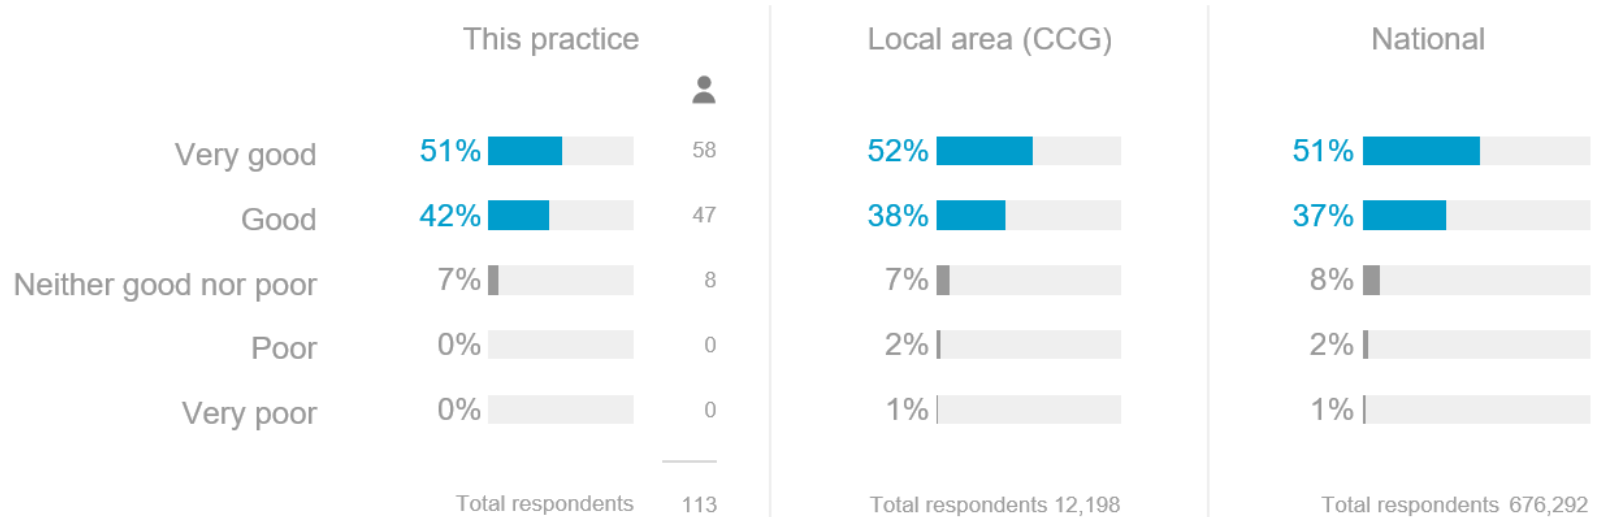 This practice Local area (CCG) National
Very good 51% 58 52% 51%
Good 42% 47 38% 37%
Neither good nor poor 7% 8 7% 8%
Poor 0% 0 2% 2%
Very poor 0% 0 1% 1%
Total respondents 113 Total respondents 12,198 Total respondents 676,292